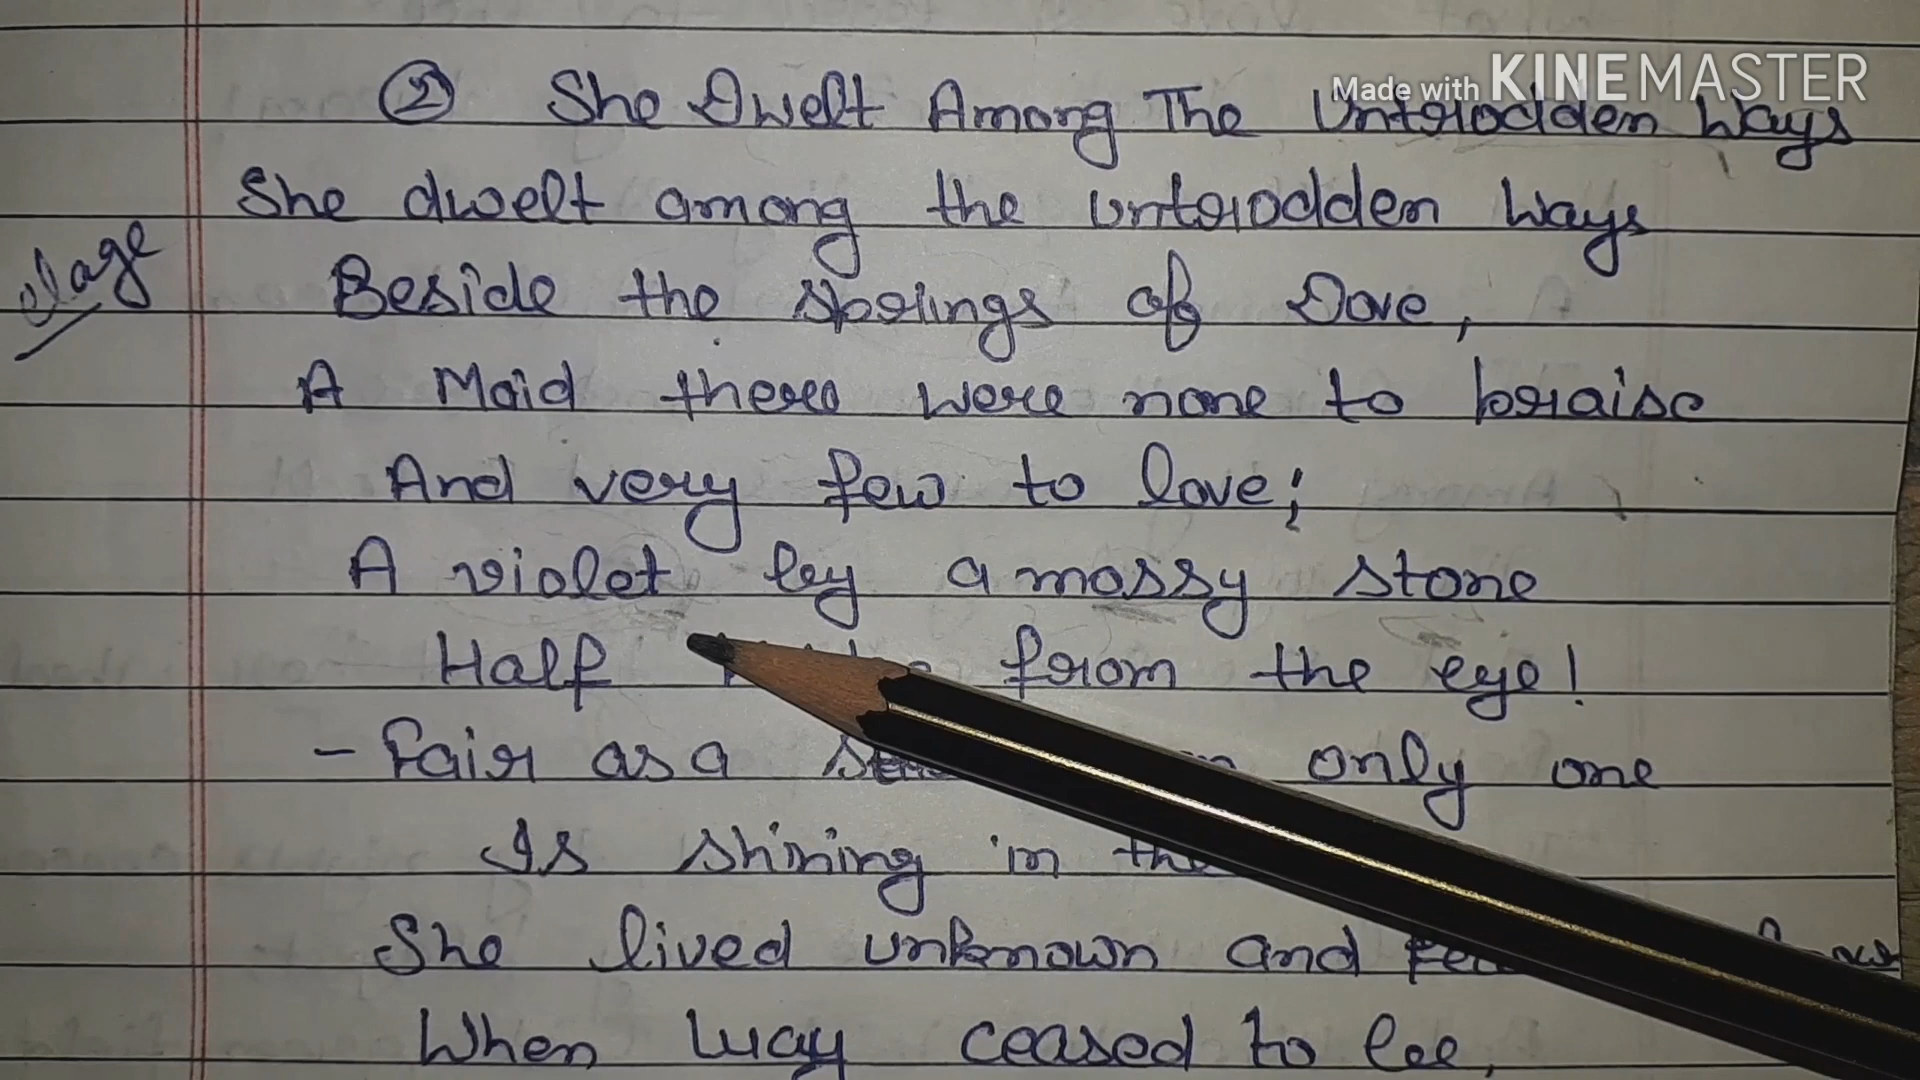 Made with KINEMASTER
② She Dwelt Among The Untrodden Ways
She dwelt among the untrodden ways
Beside the springs of Dove,
A Maid there were none to praise
And very few to love;
A violet by a mossy stone
Half from the eye!
- Fair as a only one
Is shining in the
She lived unknown and
When Lucy ceased to be,